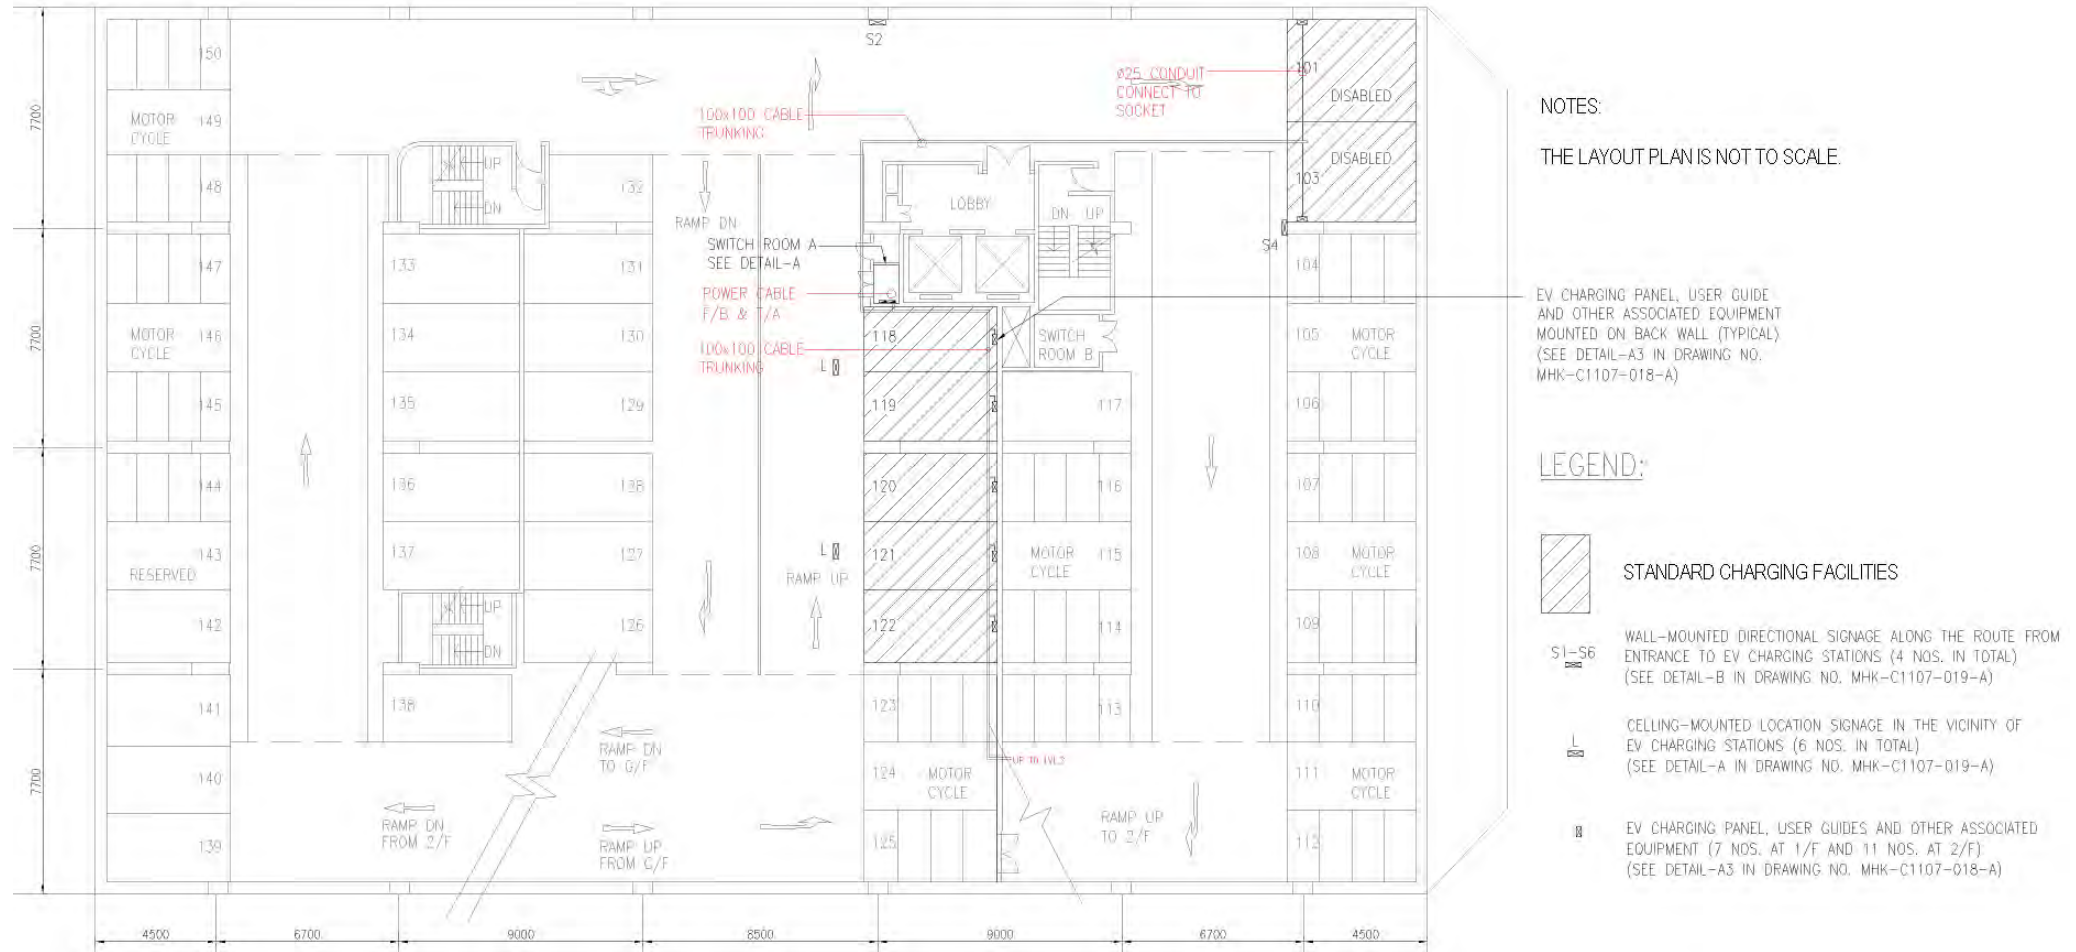 S2
150
MOTOR
CYCLE
149
148
147
MOTOR
CYCLE
146
145
144
143
RESERVED
142
141
140
139
7700
7700
7700
7700
4500
6700
9000
8500
9000
6700
4500
UP
DN
132
131
130
129
133
134
135
136
137
138
127
126
UP
DN
138
RAMP DN
RAMP DN
TO G/F
RAMP DN
FROM 2/F
RAMP UP
FROM G/F
RAMP UP
100x100 CABLE
TRUNKING
Ø25 CONDUIT
CONNECT TO
SOCKET
SWITCH ROOM A
SEE DETAIL-A
POWER CABLE
F/B & T/A
100x100 CABLE
TRUNKING
L
L
LOBBY
DN UP
SWITCH
ROOM B
118
119
120
121
122
123
124
MOTOR
CYCLE
125
117
116
MOTOR
CYCLE
115
114
113
UP TO LVL2
RAMP UP
TO 2/F
101
DISABLED
DISABLED
103
S4
104
105
MOTOR
CYCLE
106
107
108
MOTOR
CYCLE
109
110
111
MOTOR
CYCLE
112
NOTES:
THE LAYOUT PLAN IS NOT TO SCALE.
EV CHARGING PANEL, USER GUIDE
AND OTHER ASSOCIATED EQUIPMENT
MOUNTED ON BACK WALL (TYPICAL)
(SEE DETAIL-A3 IN DRAWING NO.
MHK-C1107-018-A)
LEGEND:
STANDARD CHARGING FACILITIES
S1-S6
WALL-MOUNTED DIRECTIONAL SIGNAGE ALONG THE ROUTE FROM
ENTRANCE TO EV CHARGING STATIONS (4 NOS. IN TOTAL)
(SEE DETAIL-B IN DRAWING NO. MHK-C1107-019-A)
L
CELLING-MOUNTED LOCATION SIGNAGE IN THE VICINITY OF
EV CHARGING STATIONS (6 NOS. IN TOTAL)
(SEE DETAIL-A IN DRAWING NO. MHK-C1107-019-A)
EV CHARGING PANEL, USER GUIDES AND OTHER ASSOCIATED
EQUIPMENT (7 NOS. AT 1/F AND 11 NOS. AT 2/F)
(SEE DETAIL-A3 IN DRAWING NO. MHK-C1107-018-A)